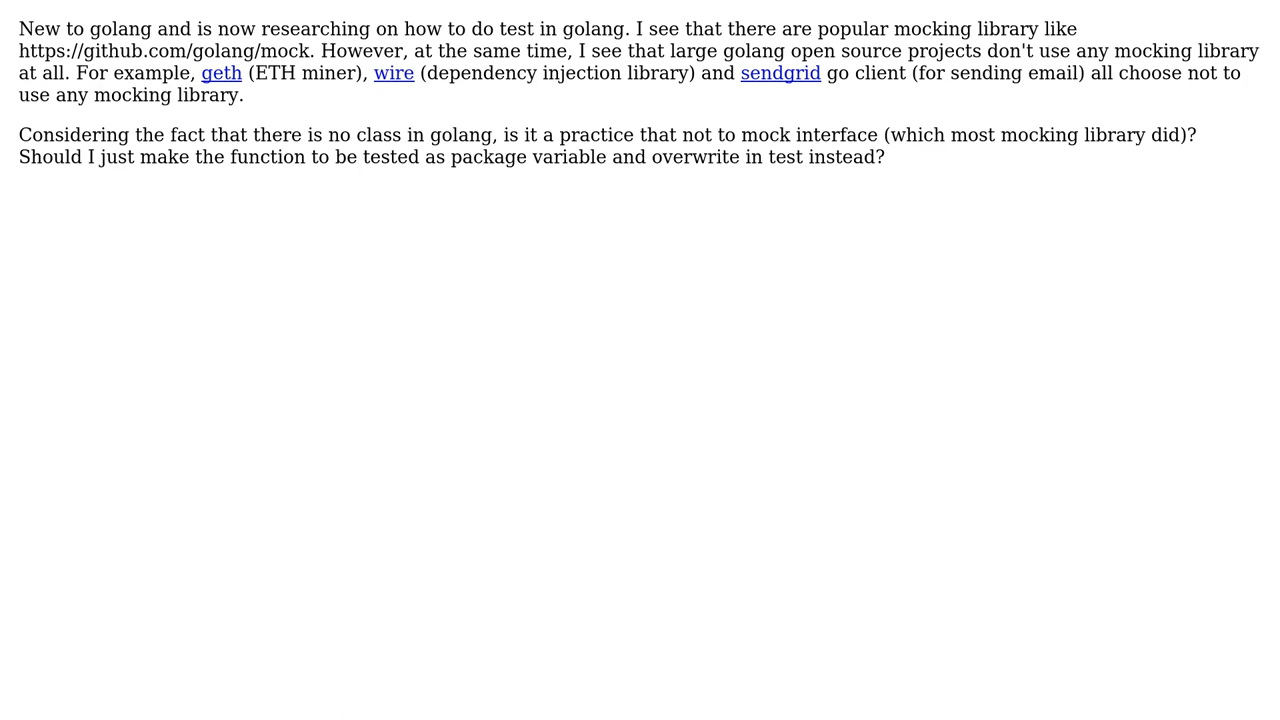 New to golang and is now researching on how to do test in golang. I see that there are popular mocking library like
https://github.com/golang/mock. However, at the same time, I see that large golang open source projects don't use any mocking library
at all. For example, geth (ETH miner), wire (dependency injection library) and sendgrid go client (for sending email) all choose not to
use any mocking library.
Considering the fact that there is no class in golang, is it a practice that not to mock interface (which most mocking library did)?
Should I just make the function to be tested as package variable and overwrite in test instead?